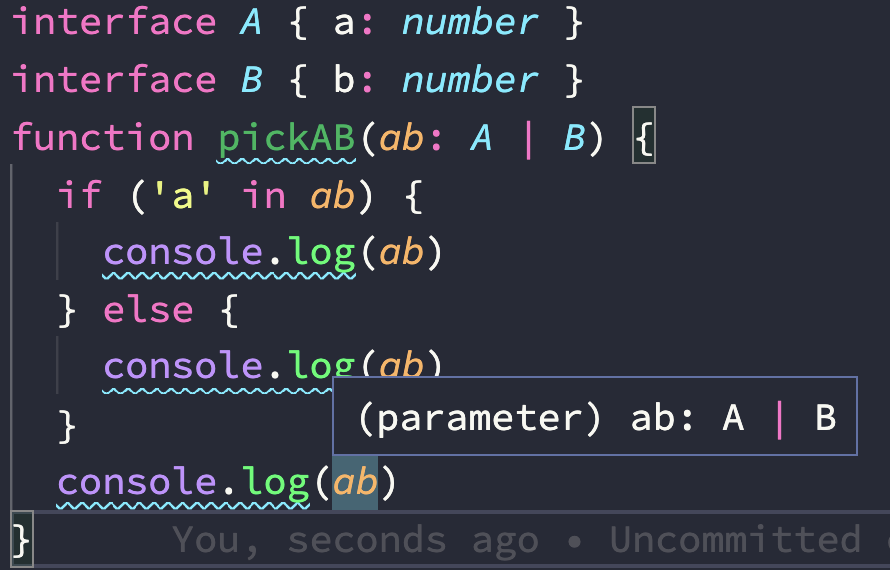 interface A { a: number }
interface B { b: number }
function pickAB(ab: A | B) {
if ('a' in ab) {
console.log(ab)
} else {
console.log(ab)
(parameter) ab: A | B
}
console.log(ab)
} You, seconds ago • Uncommitted